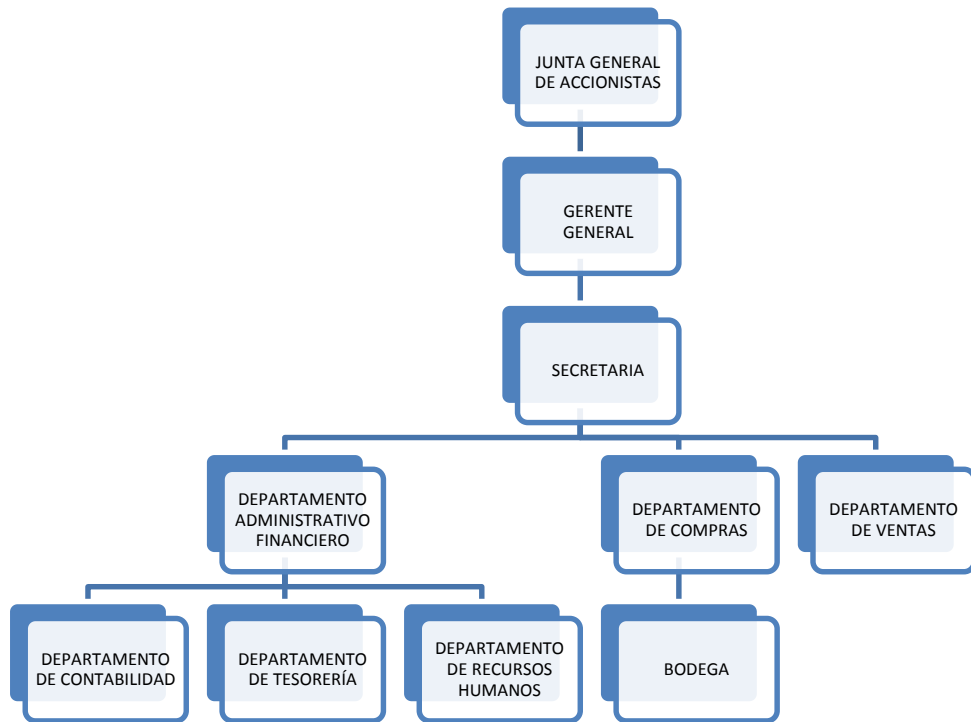 JUNTA GENERAL
DE ACCIONISTAS
GERENTE
GENERAL
SECRETARIA
DEPARTAMENTO
ADMINISTRATIVO
FINANCIERO
DEPARTAMENTO
DE COMPRAS
DEPARTAMENTO
DE VENTAS
DEPARTAMENTO
DE CONTABILIDAD
DEPARTAMENTO
DE TESORERÍA
DEPARTAMENTO
DE RECURSOS
HUMANOS
BODEGA